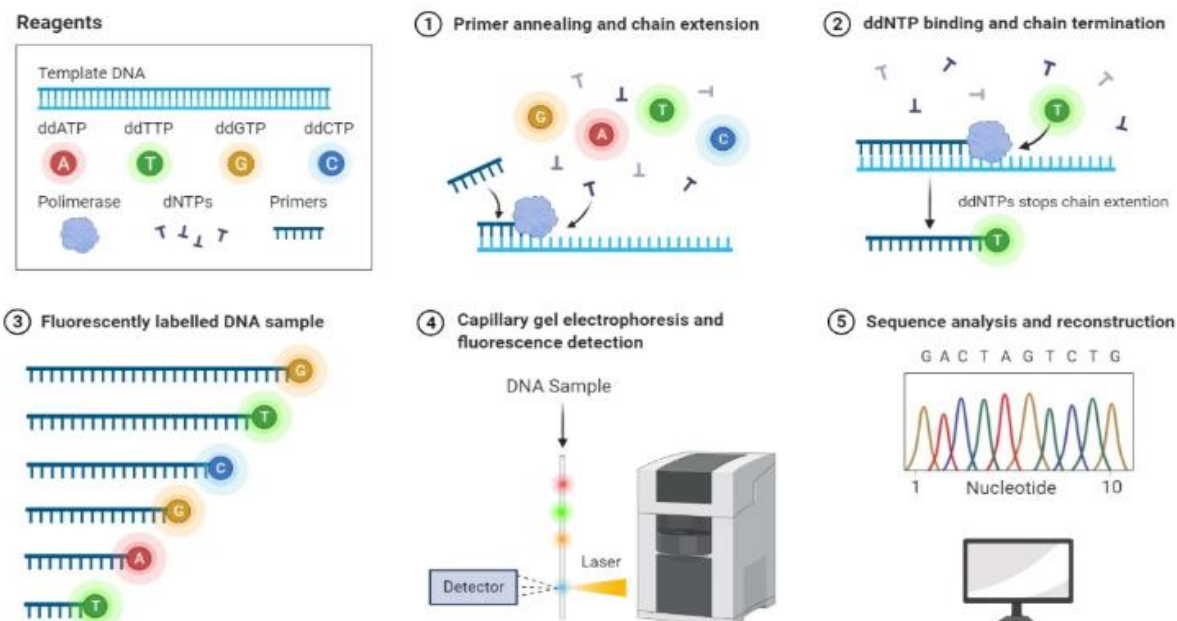 Reagents
Template DNA
ddATP ddTTP ddGTP ddCTP
A T G C
Polimerase dNTPs Primers
1 Primer annealing and chain extension
G A T C
2 ddNTP binding and chain termination
T
ddNTPs stops chain extention
T
3 Fluorescently labelled DNA sample
G
T
C
G
A
T
4 Capillary gel electrophoresis and
fluorescence detection
DNA Sample
Laser
Detector
5 Sequence analysis and reconstruction
G A C T A G T C T G
1 Nucleotide 10